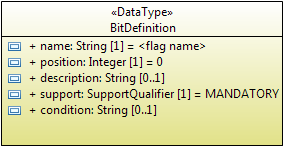 «DataType»
BitDefinition
+ name: String [1] = <flag name>
+ position: Integer [1] = 0
+ description: String [0..1]
+ support: SupportQualifier [1] = MANDATORY
+ condition: String [0..1]